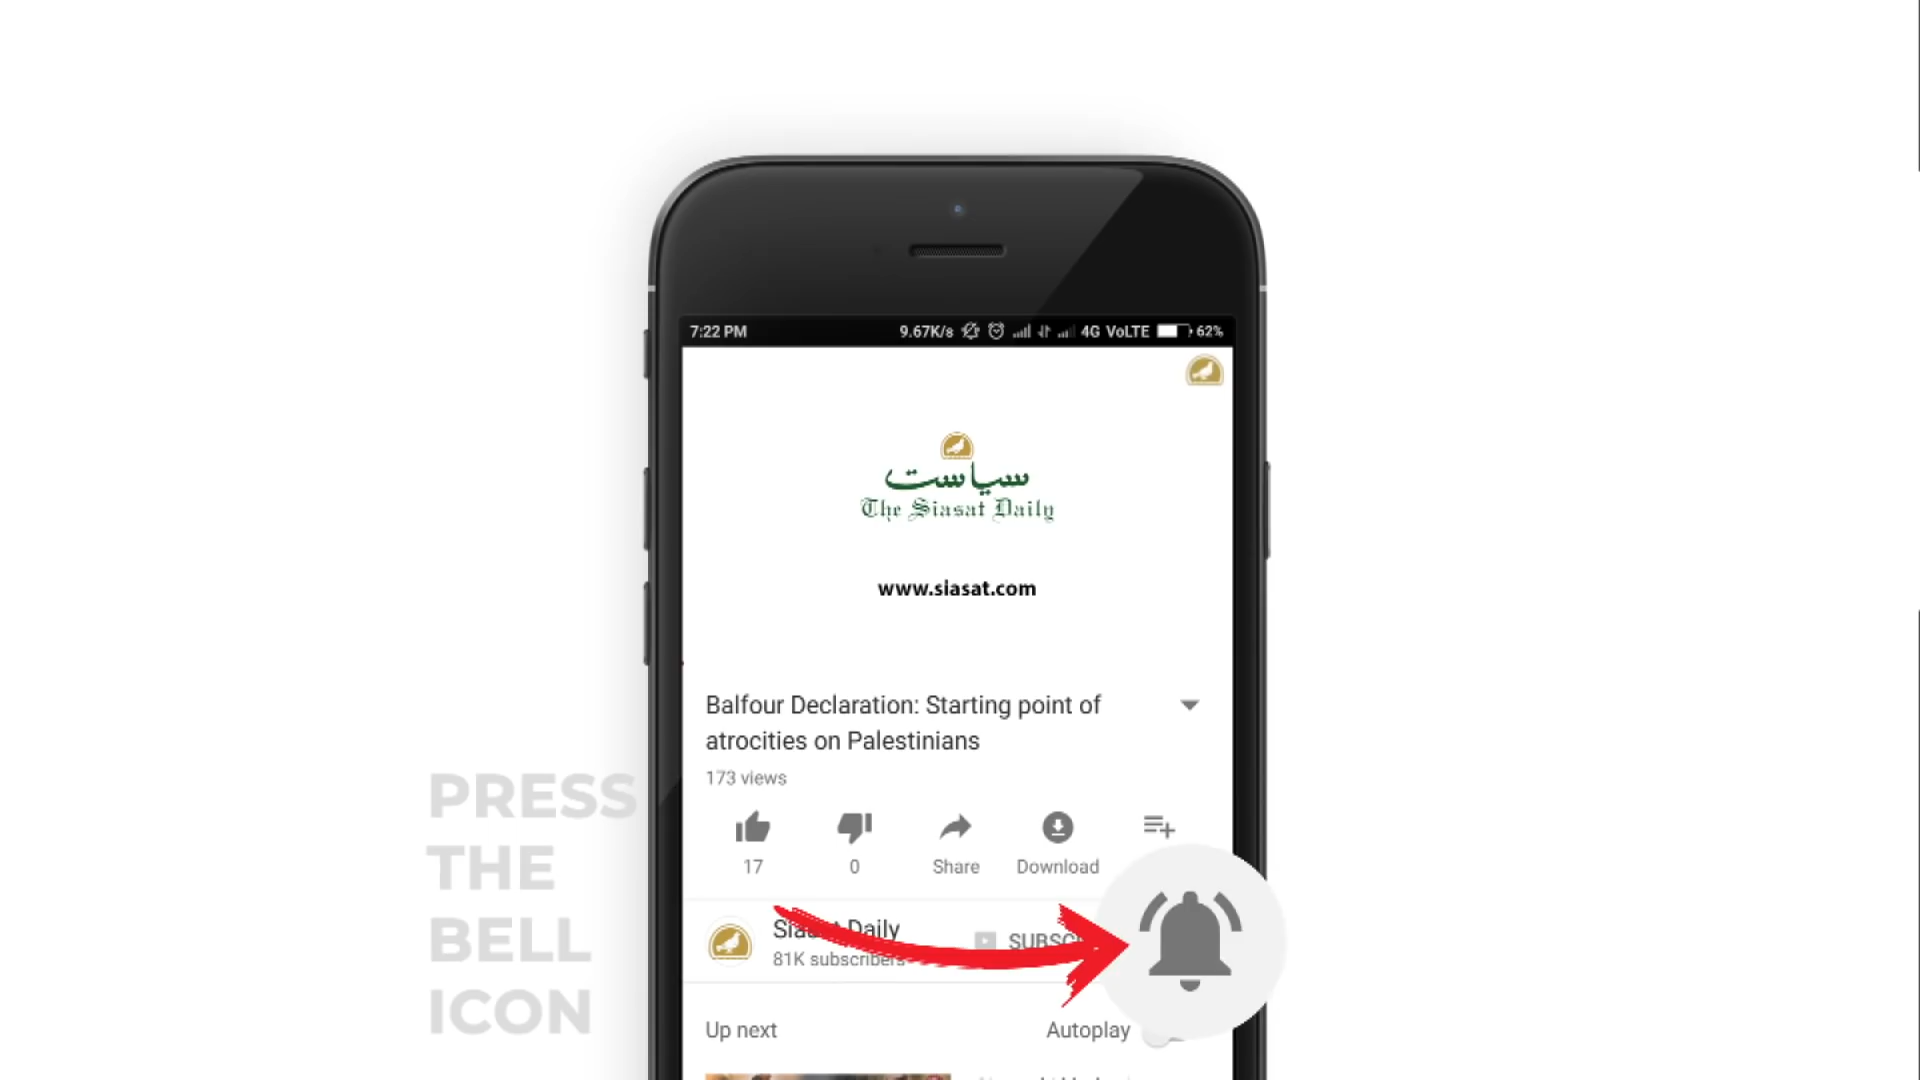 7:22 PM 9.67K/s 4G VoLTE 62%
سیاست
The Siasat Daily
www.siasat.com
Balfour Declaration: Starting point of
atrocities on Palestinians
173 views
17 0 Share Download
Siasat Daily
81K subscribers
Up next Autoplay
PRESS
THE
BELL
ICON